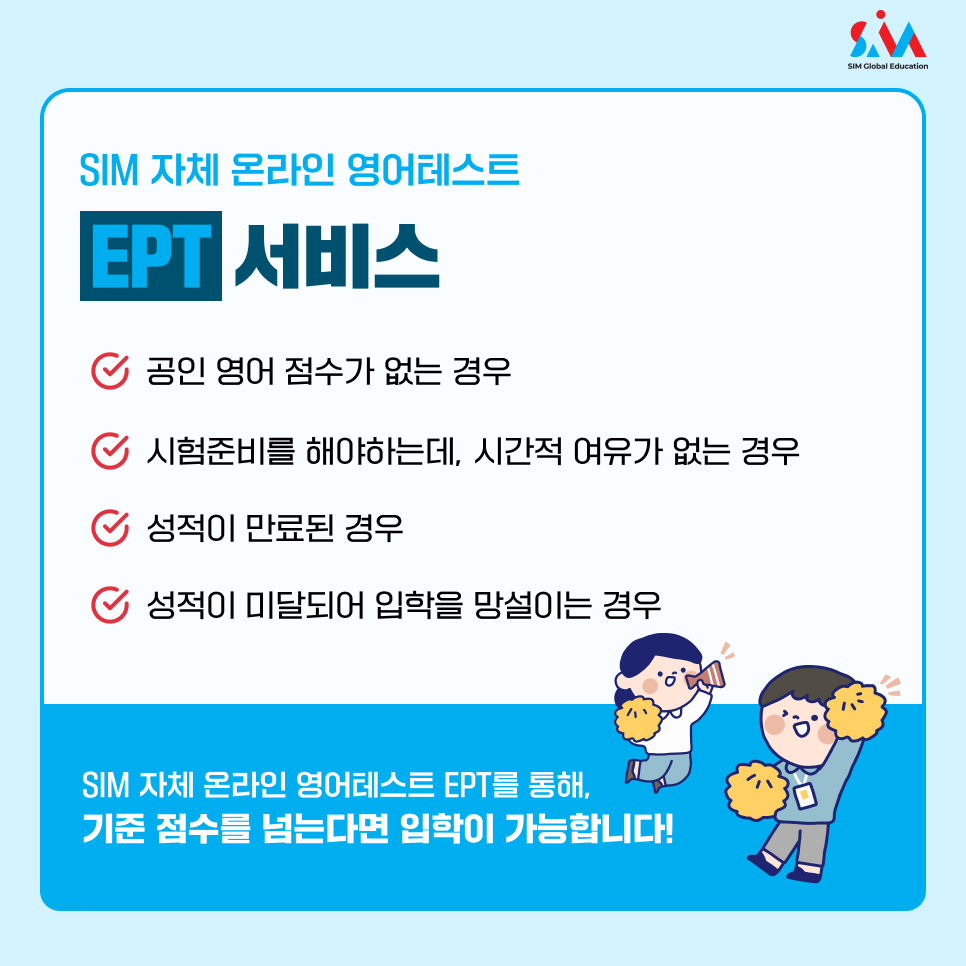 SIM
SIM Global Education
SIM 자체 온라인 영어테스트
EPT 서비스
공인 영어 점수가 없는 경우
시험준비를 해야하는데, 시간적 여유가 없는 경우
성적이 만료된 경우
성적이 미달되어 입학을 망설이는 경우
SIM 자체 온라인 영어테스트 EPT를 통해,
기준 점수를 넘는다면 입학이 가능합니다!